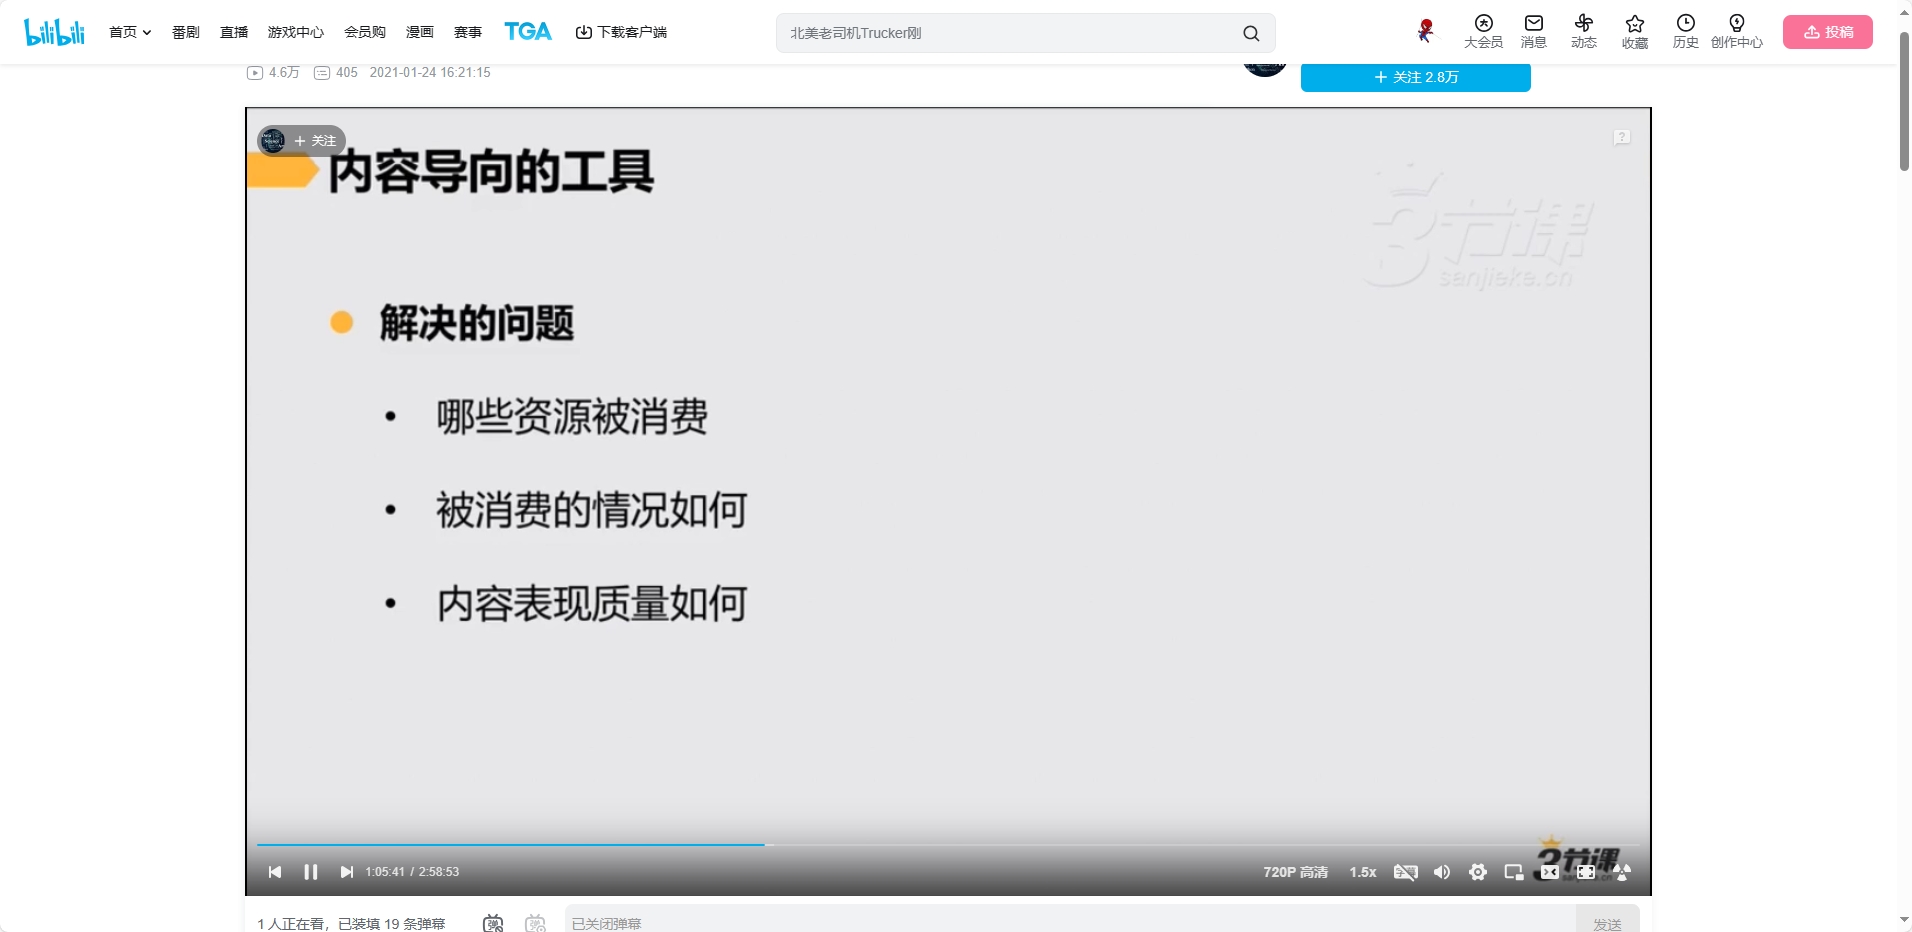 bilibili 首页 番剧 直播 游戏中心 会员购 漫画 赛事 TGA 下载客户端 北美老司机Trucker刚 大会员 消息 动态 收藏 历史 创作中心 投稿
4.6万 405 2021-01-24 16:21:15
+ 关注 2.8万
+ 关注
内容导向的工具
3节课
sanjieke.cn
解决的问题
• 哪些资源被消费
• 被消费的情况如何
• 内容表现质量如何
1:05:41 / 2:58:53 720P 高清 1.5x
3节课
1 人正在看，已装填 19 条弹幕 已关闭弹幕 发送